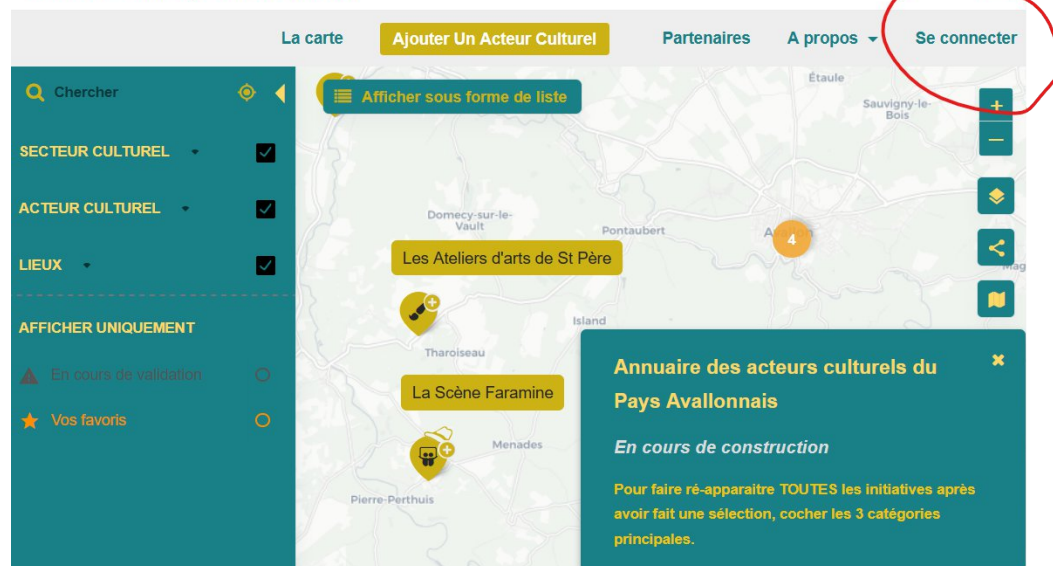 La carte
Ajouter Un Acteur Culturel
Partenaires
A propos
Se connecter
Chercher
SECTEUR CULTUREL
ACTEUR CULTUREL
LIEUX
AFFICHER UNIQUEMENT
En cours de validation
Vos favoris
Afficher sous forme de liste
Étaule
Sauvigny-le-
Bois
+
–
Domecy-sur-le-
Vault
Pontaubert
4
Les Ateliers d'arts de St Père
Mag
Island
Tharoiseau
La Scène Faramine
Menades
Pierre-Perthuis
Annuaire des acteurs culturels du
Pays Avallonnais
En cours de construction
Pour faire ré-apparaitre TOUTES les initiatives après
avoir fait une sélection, cocher les 3 catégories
principales.